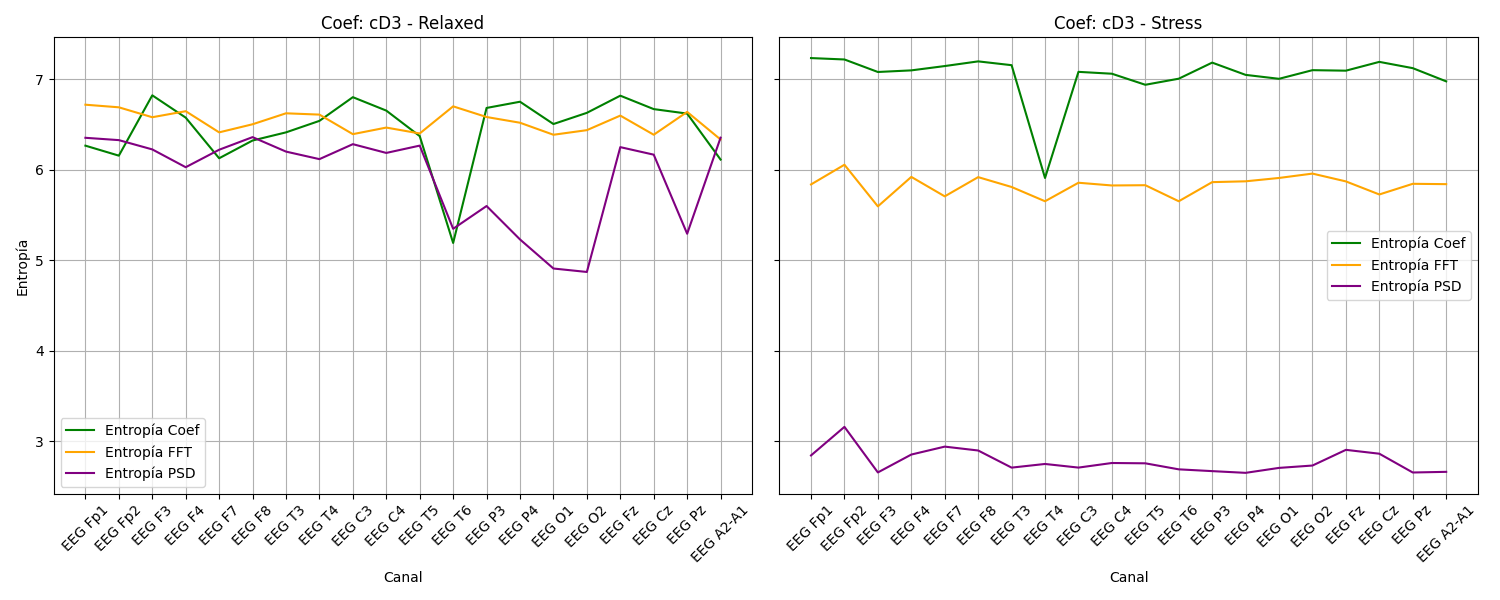 Coef: cD3 - Relaxed
Entropía
7
6
5
4
3
Entropía Coef
Entropía FFT
Entropía PSD
EEG Fp1
EEG Fp2
EEG F3
EEG F4
EEG F7
EEG F8
EEG T3
EEG T4
EEG C3
EEG C4
EEG T5
EEG T6
EEG P3
EEG P4
EEG O1
EEG O2
EEG Fz
EEG Cz
EEG Pz
EEG A2-A1
Canal
Coef: cD3 - Stress
Entropía Coef
Entropía FFT
Entropía PSD
EEG Fp1
EEG Fp2
EEG F3
EEG F4
EEG F7
EEG F8
EEG T3
EEG T4
EEG C3
EEG C4
EEG T5
EEG T6
EEG P3
EEG P4
EEG O1
EEG O2
EEG Fz
EEG Cz
EEG Pz
EEG A2-A1
Canal